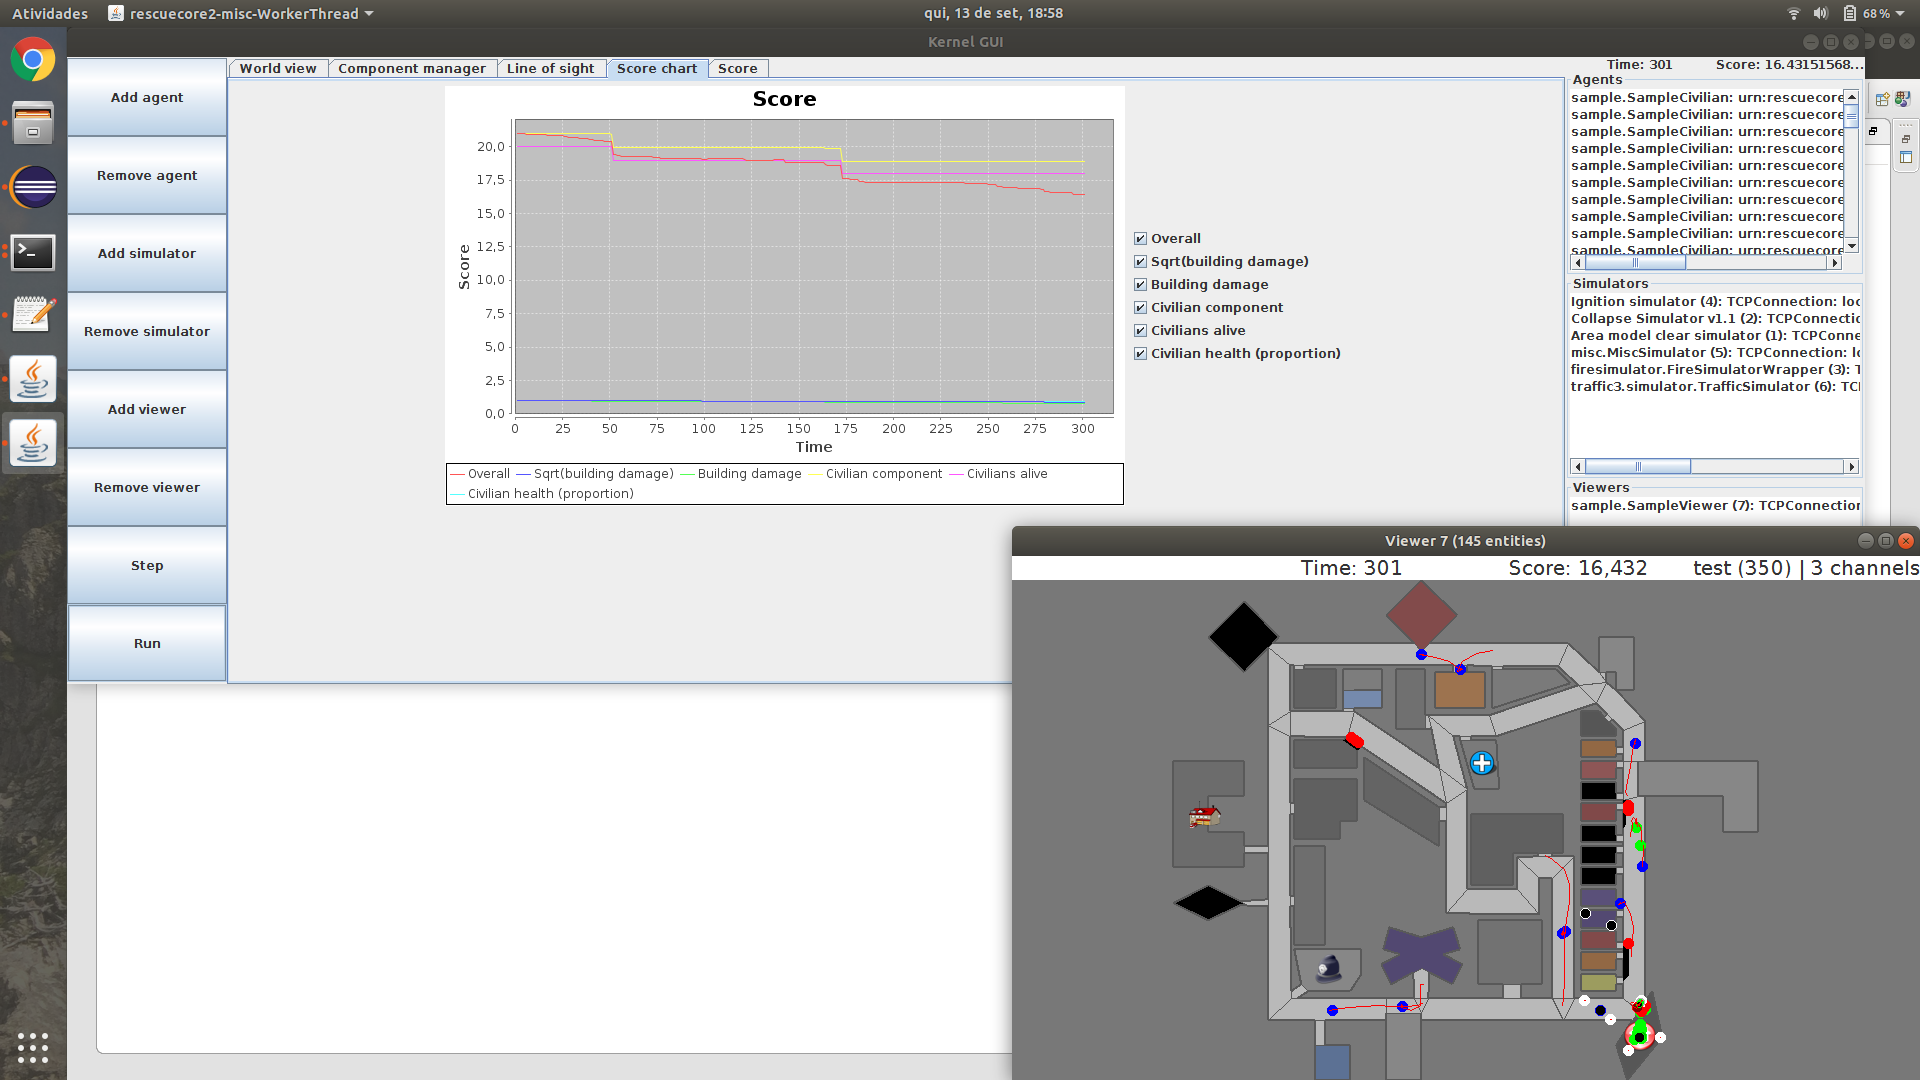 Atividades rescuecore2-misc-WorkerThread qui, 13 de set, 18:58 68 %
Kernel GUI
World view Component manager Line of sight Score chart Score
Time: 301 Score: 16.43151568...
Add agent
Remove agent
Add simulator
Remove simulator
Add viewer
Remove viewer
Step
Run
Score
20,0
17,5
15,0
12,5
10,0
7,5
5,0
2,5
0,0
Score
0 25 50 75 100 125 150 175 200 225 250 275 300
Time
Overall Sqrt(building damage) Building damage Civilian component Civilians alive
Civilian health (proportion)
Overall
Sqrt(building damage)
Building damage
Civilian component
Civilians alive
Civilian health (proportion)
Agents
sample.SampleCivilian: urn:rescuecore
sample.SampleCivilian: urn:rescuecore
sample.SampleCivilian: urn:rescuecore
sample.SampleCivilian: urn:rescuecore
sample.SampleCivilian: urn:rescuecore
sample.SampleCivilian: urn:rescuecore
sample.SampleCivilian: urn:rescuecore
sample.SampleCivilian: urn:rescuecore
sample.SampleCivilian: urn:rescuecore
sample.SampleCivilian: urn:rescuecore
Simulators
Ignition simulator (4): TCPConnection: loc
Collapse Simulator v1.1 (2): TCPConnectic
Area model clear simulator (1): TCPConne
misc.MiscSimulator (5): TCPConnection: lo
firesimulator.FireSimulatorWrapper (3): T
traffic3.simulator.TrafficSimulator (6): TCI
Viewers
sample.SampleViewer (7): TCPConnection
Viewer 7 (145 entities)
Time: 301 Score: 16,432 test (350) | 3 channels